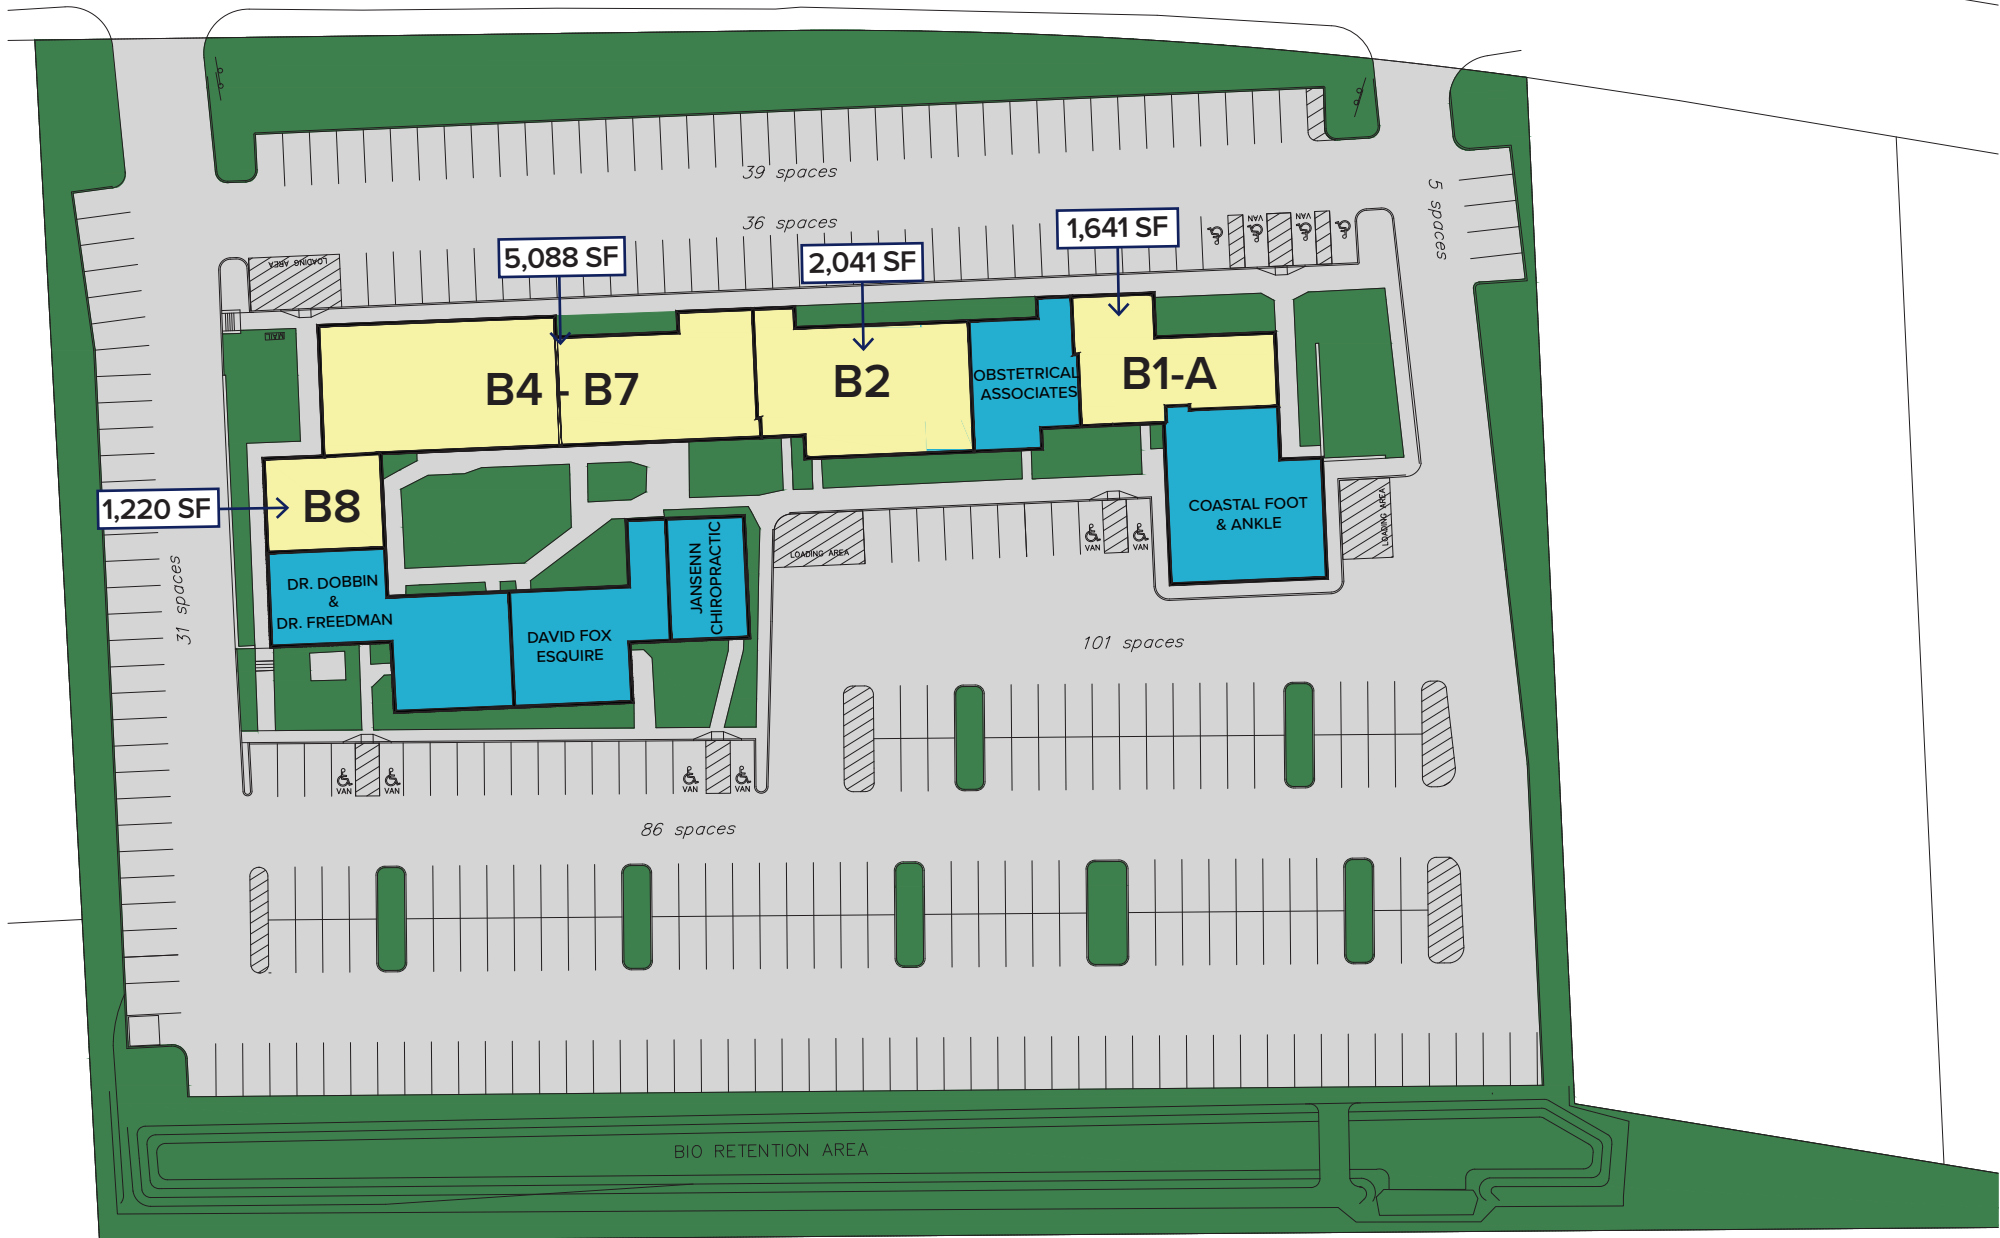 39 spaces
36 spaces
5 spaces
VAN
VAN
LOADING AREA
1,641 SF
5,088 SF
2,041 SF
MAIL
B4 - B7
B2
OBSTETRICAL
ASSOCIATES
B1-A
1,220 SF
B8
COASTAL FOOT
& ANKLE
LOADING AREA
LOADING AREA
VAN
VAN
JANSENN
CHIROPRACTIC
DR. DOBBIN
&
DR. FREEDMAN
DAVID FOX
ESQUIRE
31 spaces
101 spaces
VAN
VAN
VAN
VAN
86 spaces
BIO RETENTION AREA